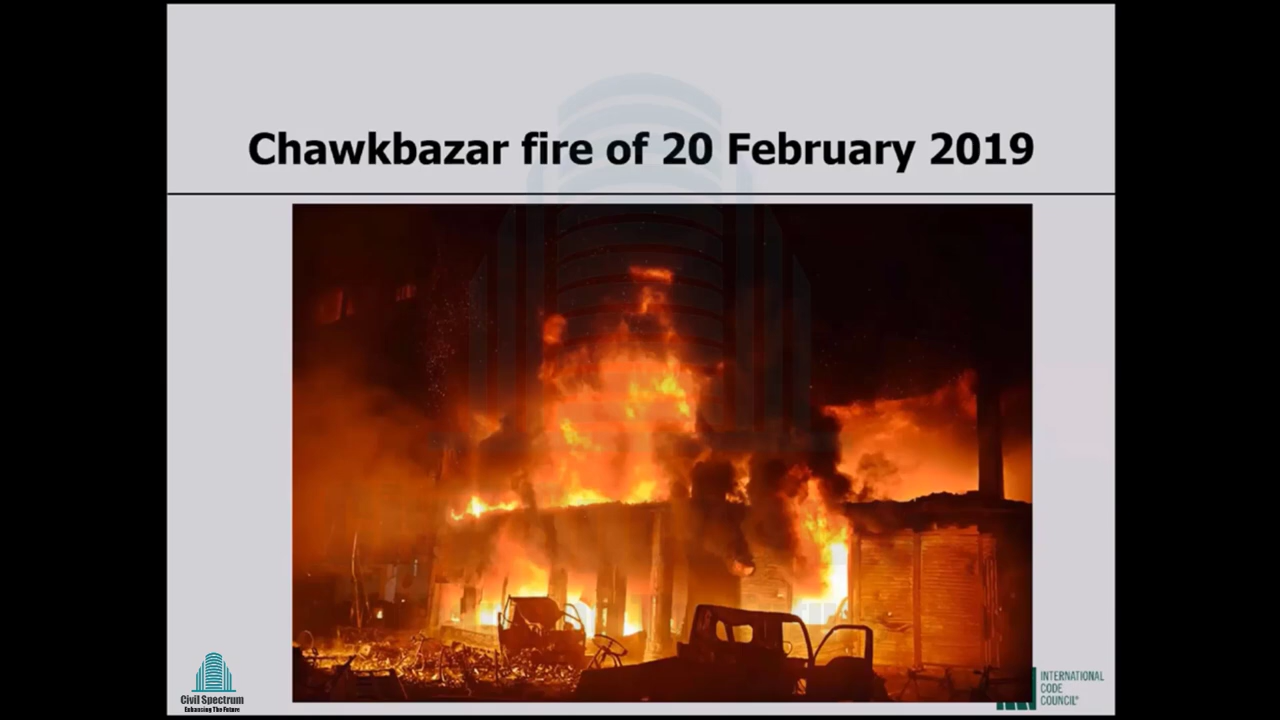 Chawkbazar fire of 20 February 2019
Civil Spectrum
Enhancing The Future
INTERNATIONAL
CODE
COUNCIL®